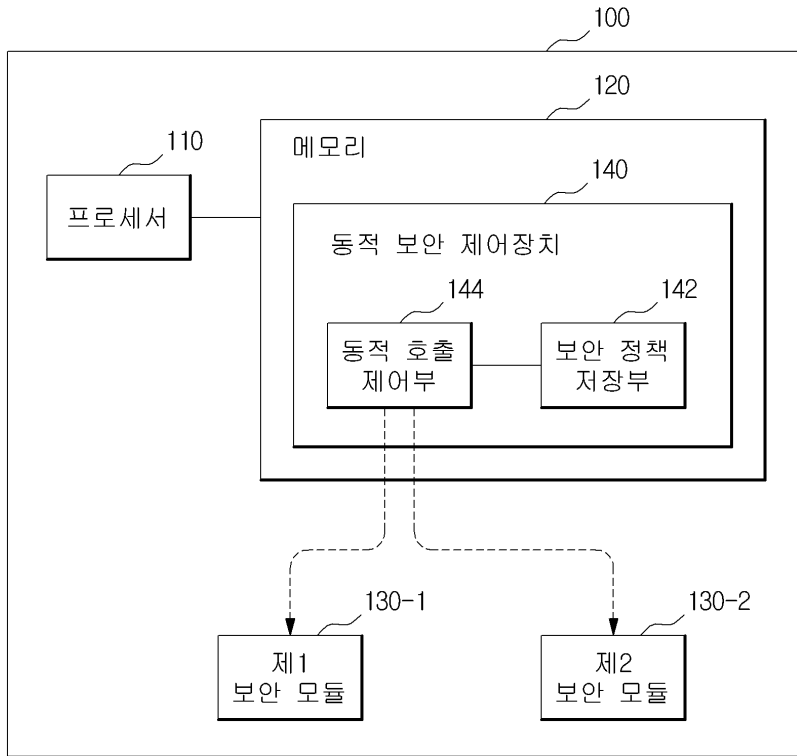 100
120
메모리
110
프로세서
140
동적 보안 제어장치
144
동적 호출
제어부
142
보안 정책
저장부
130-1
제1
보안 모듈
130-2
제2
보안 모듈